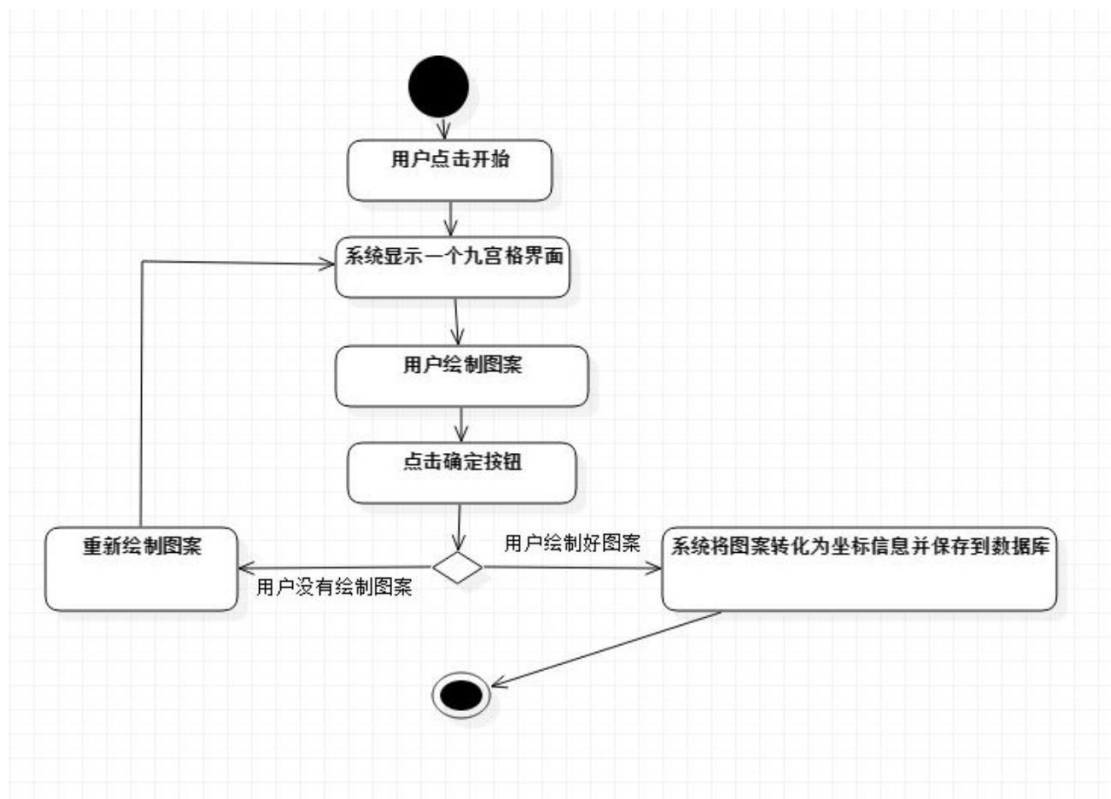 用户点击开始
系统显示一个九宫格界面
用户绘制图案
点击确定按钮
用户绘制好图案
重新绘制图案
系统将图案转化为坐标信息并保存到数据库
用户没有绘制图案